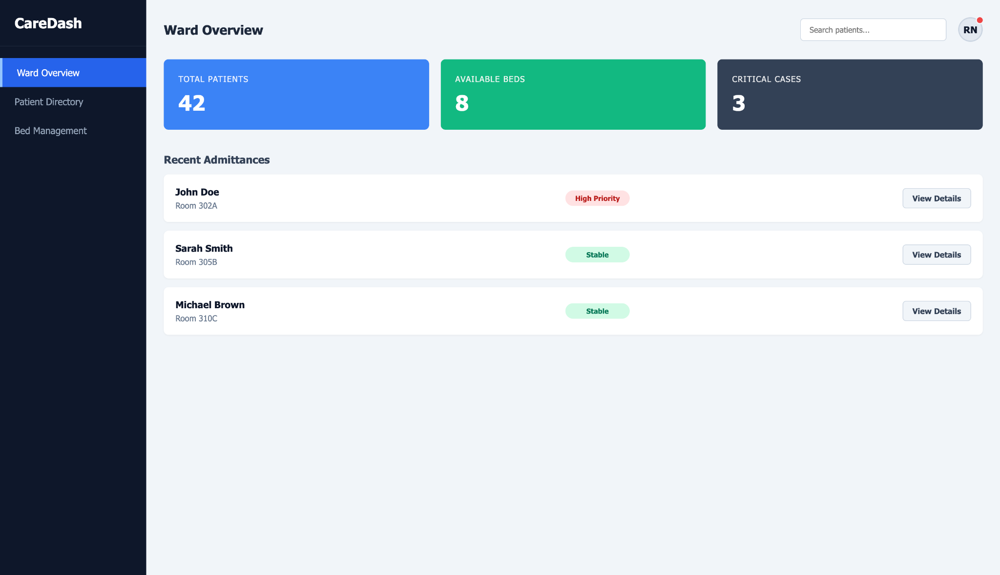 CareDash
Ward Overview
Patient Directory
Bed Management
Ward Overview
Search patients...
RN
TOTAL PATIENTS
42
AVAILABLE BEDS
8
CRITICAL CASES
3
Recent Admittances
John Doe
Room 302A
High Priority
View Details
Sarah Smith
Room 305B
Stable
View Details
Michael Brown
Room 310C
Stable
View Details